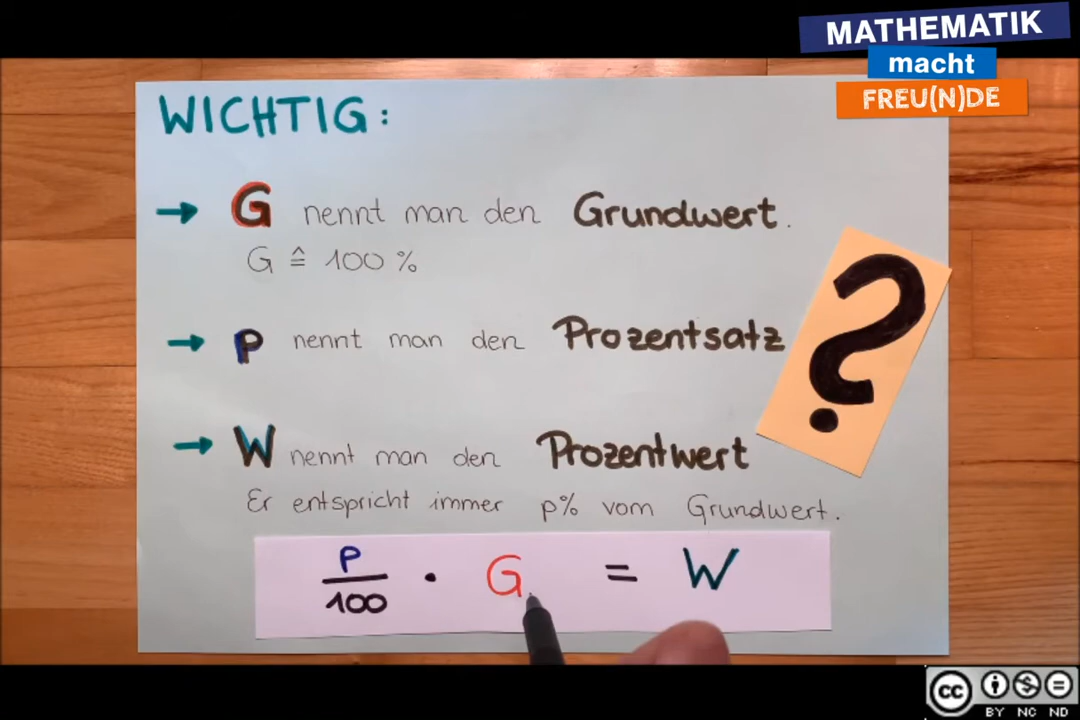 MATHEMATIK
macht
FREU(N)DE
WICHTIG:
→ G nennt man den Grundwert.
G ≙ 100 %
→ P nennt man den Prozentsatz
?
→ W nennt man den Prozentwert
Er entspricht immer p% vom Grundwert.
P/100 · G = W
cc
BY NC ND